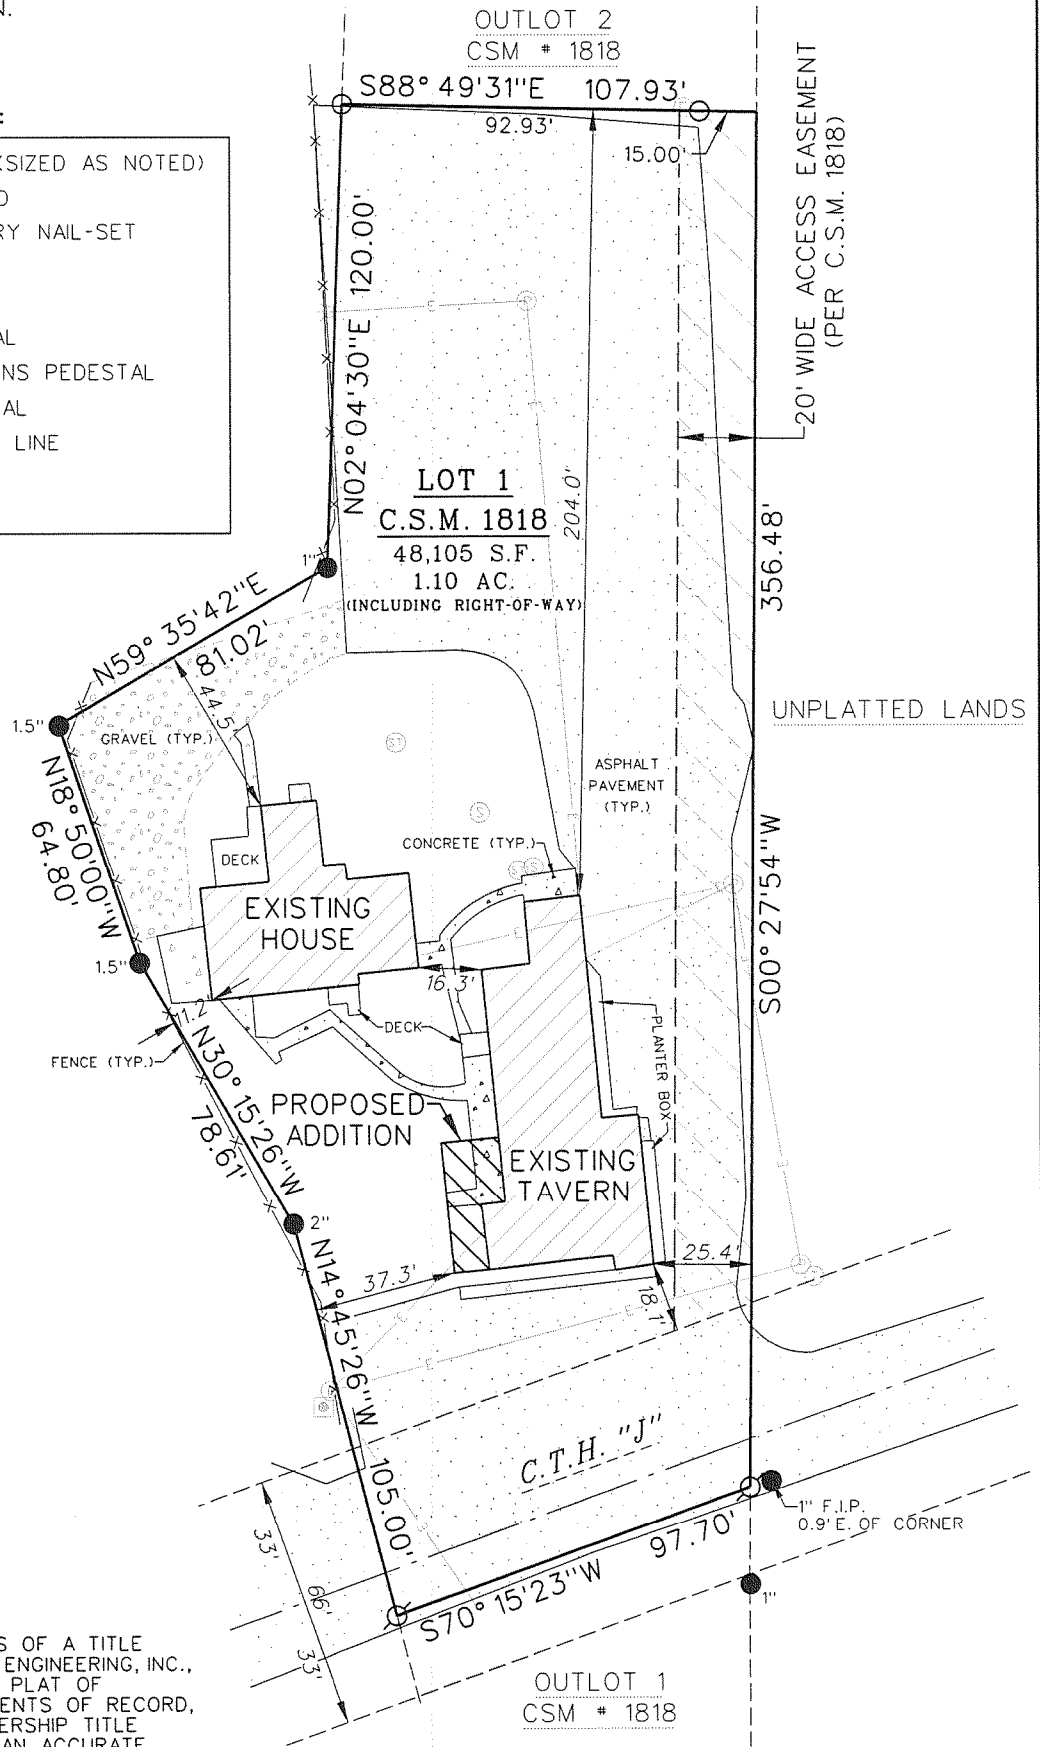 N.
OUTLOT 2
CSM # 1818
S88° 49'31"E 107.93'
92.93'
15.00'
20' WIDE ACCESS EASEMENT
(PER C.S.M. 1818)
:
(SIZED AS NOTED)
RY NAIL-SET
AL
NS PEDESTAL
AL
LINE
N02° 04'30"E 120.00'
LOT 1
C.S.M. 1818
48,105 S.F.
1.10 AC.
(INCLUDING RIGHT-OF-WAY)
204.0'
356.48'
S00° 27'54"W
UNPLATTED LANDS
1"
N59° 35'42"E
81.02'
44.5'
1.5"
GRAVEL (TYP.)
N18° 50'00"W
64.80'
ST
S
ASPHALT
PAVEMENT
(TYP.)
CONCRETE (TYP.)
DECK
EXISTING
HOUSE
1.5"
16.3'
11.2'
DECK
PLANTER BOX
FENCE (TYP.)
N30° 15'26"W
78.61'
PROPOSED
ADDITION
EXISTING
TAVERN
2"
N14° 45'26"W
105.00'
37.3'
25.4'
18.1'
C.T.H. "J"
1" F.I.P.
0.9' E. OF CORNER
97.70'
S70° 15'23"W
1"
33'
66'
33'
OUTLOT 1
CSM # 1818
S OF A TITLE
ENGINEERING, INC.,
PLAT OF
ENTS OF RECORD,
ERSHIP TITLE
AN ACCURATE